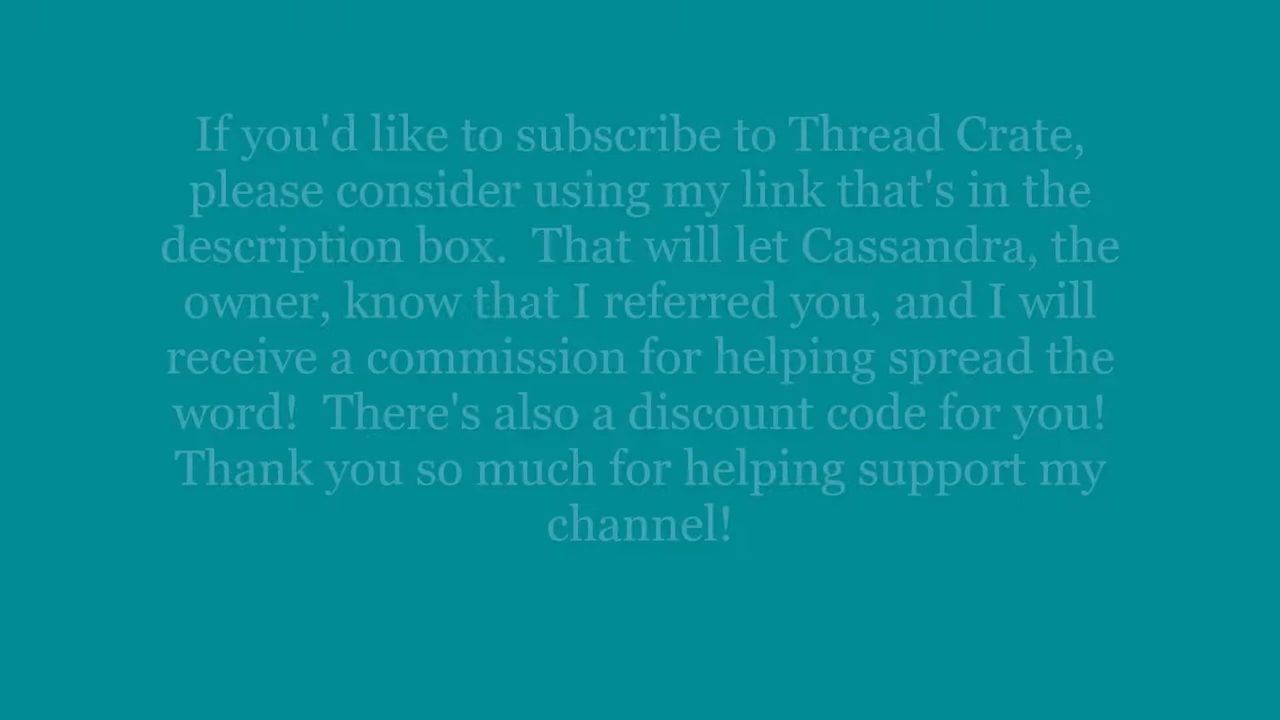 If you'd like to subscribe to Thread Crate,
please consider using my link that's in the
description box.  That will let Cassandra, the
owner, know that I referred you, and I will
receive a commission for helping spread the
word!  There's also a discount code for you!
Thank you so much for helping support my
channel!